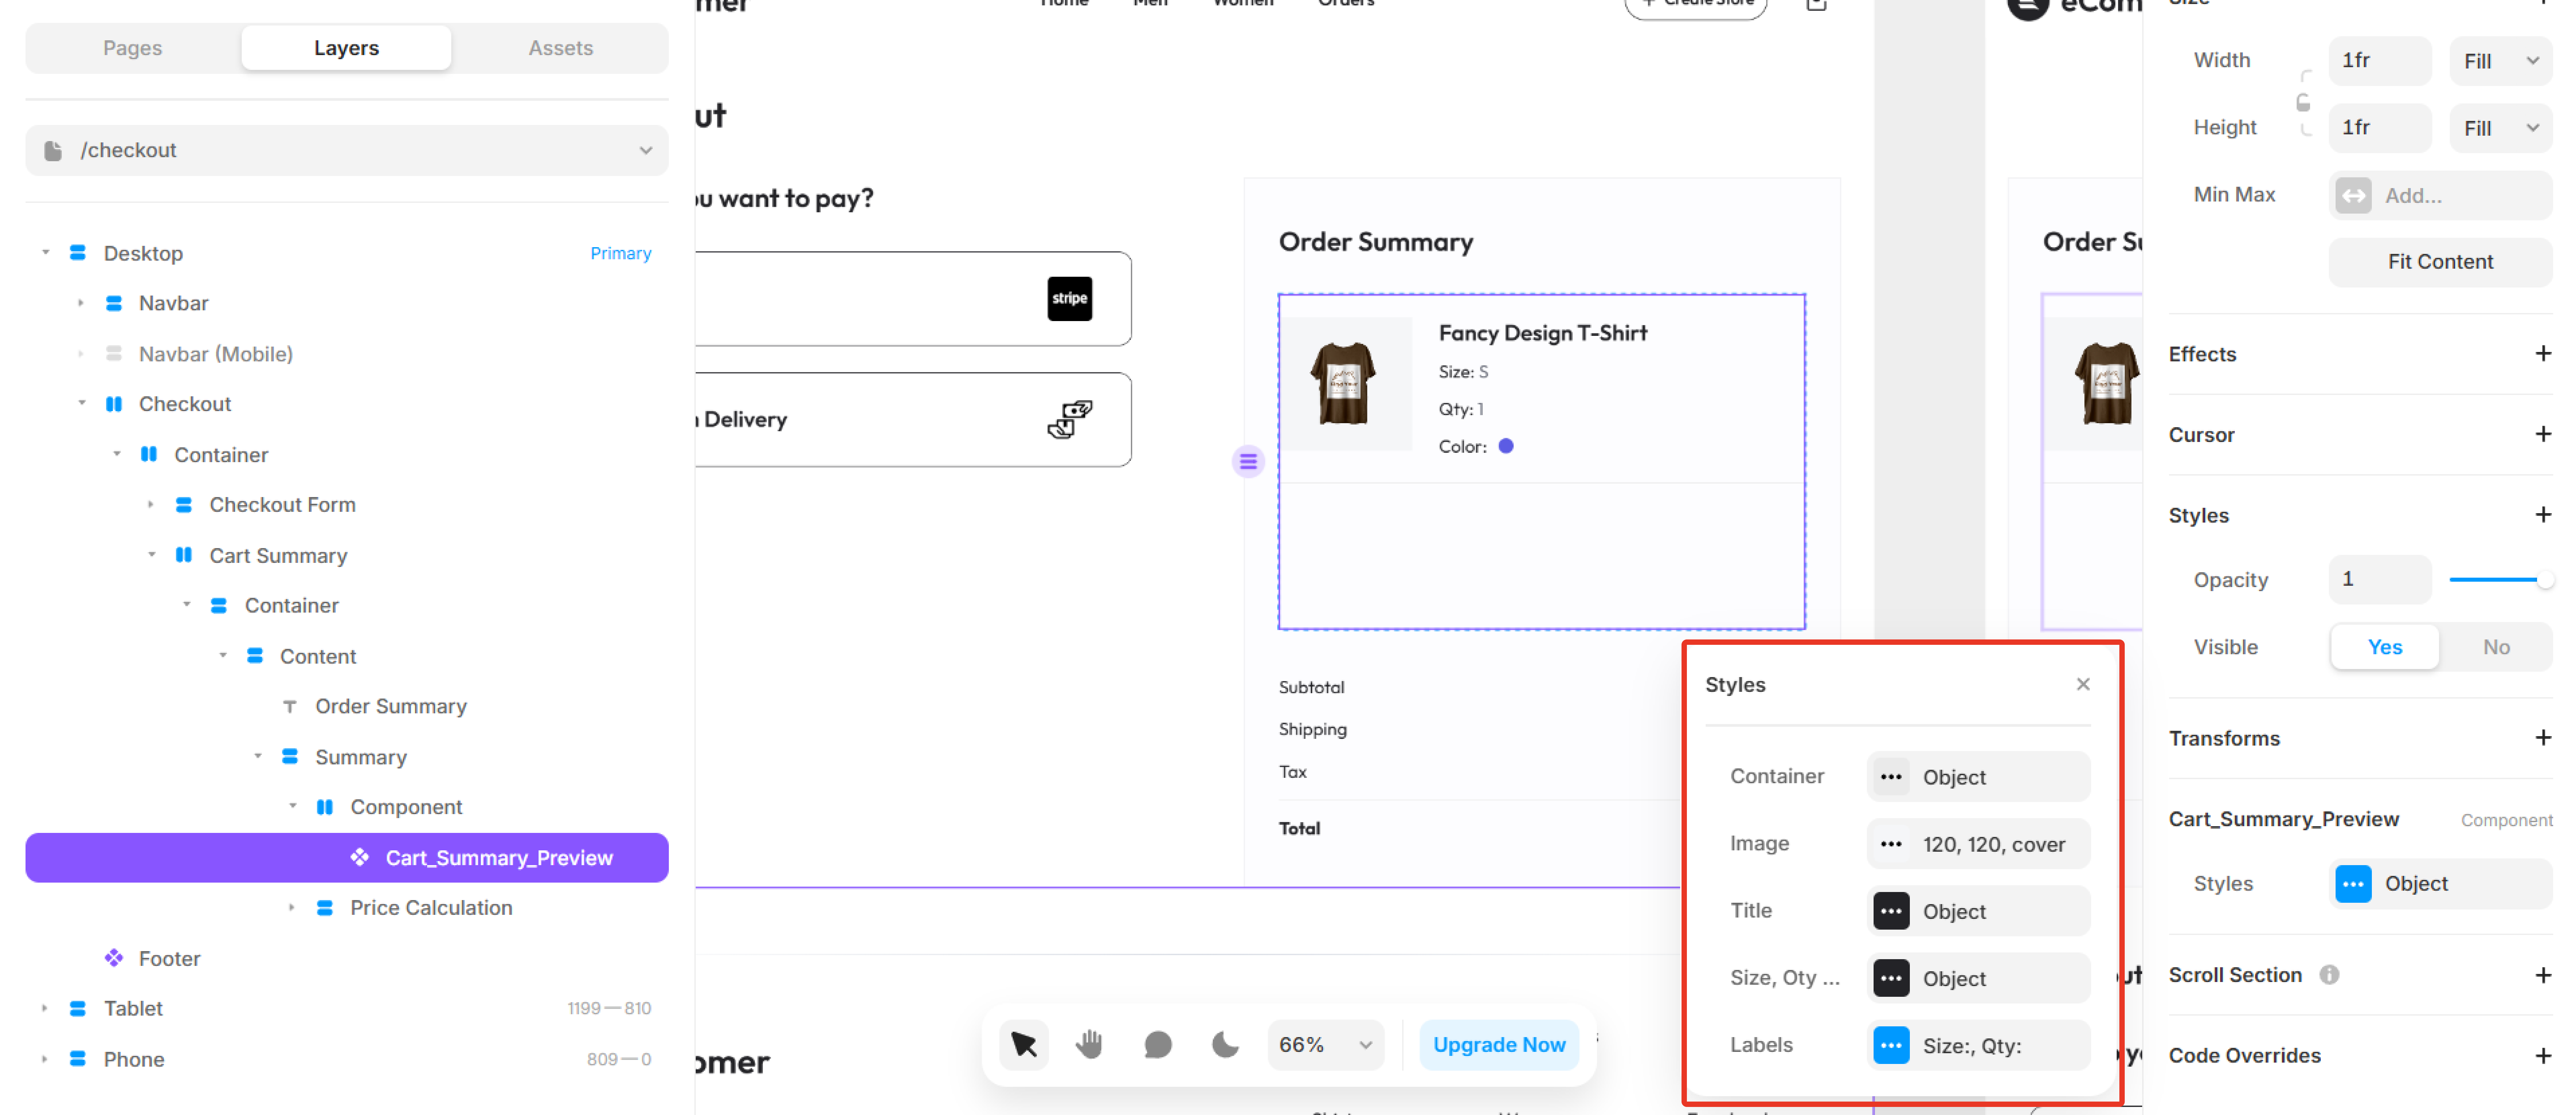 Pages
Layers
Assets
/checkout
Desktop
Primary
Navbar
Navbar (Mobile)
Checkout
Container
Checkout Form
Cart Summary
Container
Content
Order Summary
Summary
Component
Cart_Summary_Preview
Price Calculation
Footer
Tablet
1199—810
Phone
809—0
mer
Home
Men
Women
Orders
+ Create Store
eCom
ut
ou want to pay?
stripe
n Delivery
Order Summary
Fancy Design T-Shirt
Size: S
Qty: 1
Color:
Subtotal
Shipping
Tax
Total
Order Su
omer
66%
Upgrade Now
Styles
Container
Object
Image
120, 120, cover
Title
Object
Size, Qty ...
Object
Labels
Size:, Qty:
Size
Width
1fr
Fill
Height
1fr
Fill
Min Max
Add...
Fit Content
Effects
Cursor
Styles
Opacity
1
Visible
Yes
No
Transforms
Cart_Summary_Preview
Component
Styles
Object
Scroll Section
Code Overrides